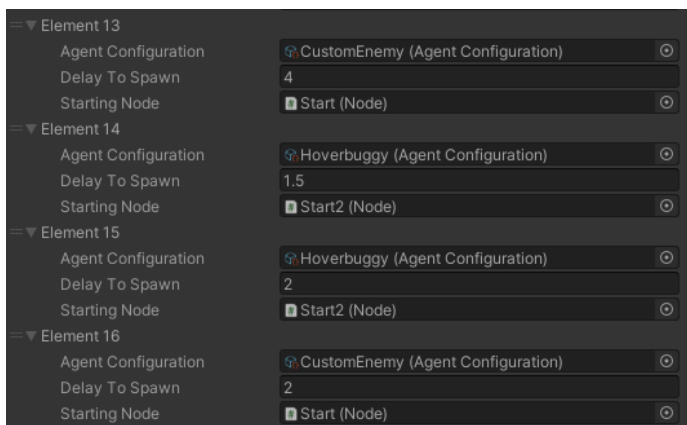 Element 13
Agent Configuration CustomEnemy (Agent Configuration)
Delay To Spawn 4
Starting Node Start (Node)
Element 14
Agent Configuration Hoverbuggy (Agent Configuration)
Delay To Spawn 1.5
Starting Node Start2 (Node)
Element 15
Agent Configuration Hoverbuggy (Agent Configuration)
Delay To Spawn 2
Starting Node Start2 (Node)
Element 16
Agent Configuration CustomEnemy (Agent Configuration)
Delay To Spawn 2
Starting Node Start (Node)